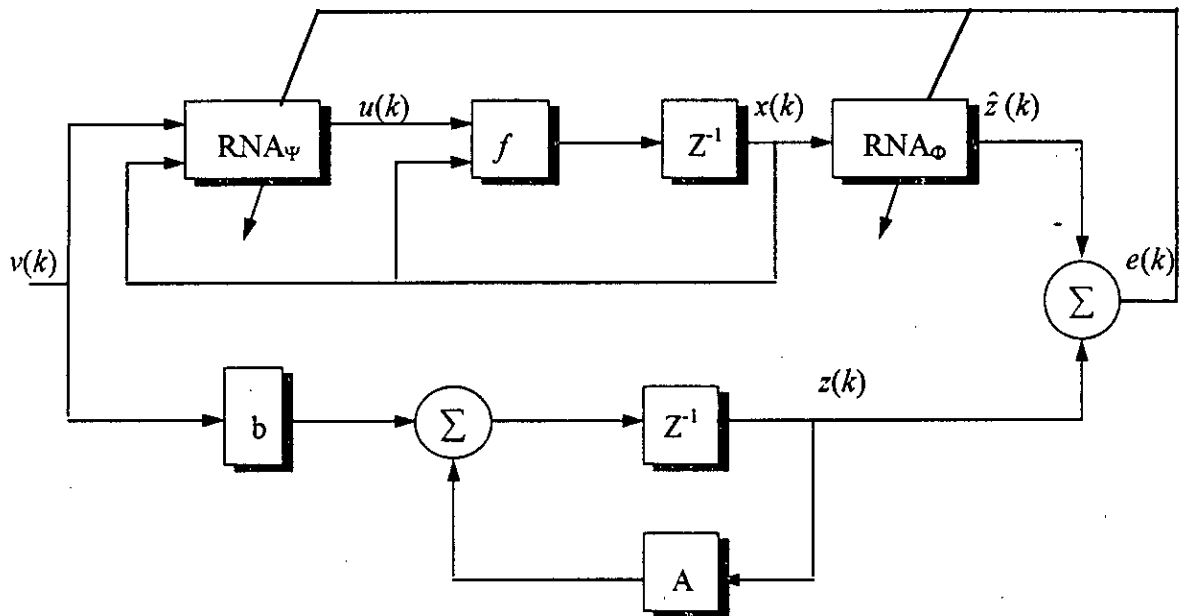 RNAΨ
u(k)
f
Z⁻¹
x(k)
RNAΦ
ẑ(k)
-
v(k)
e(k)
Σ
b
Σ
Z⁻¹
z(k)
A